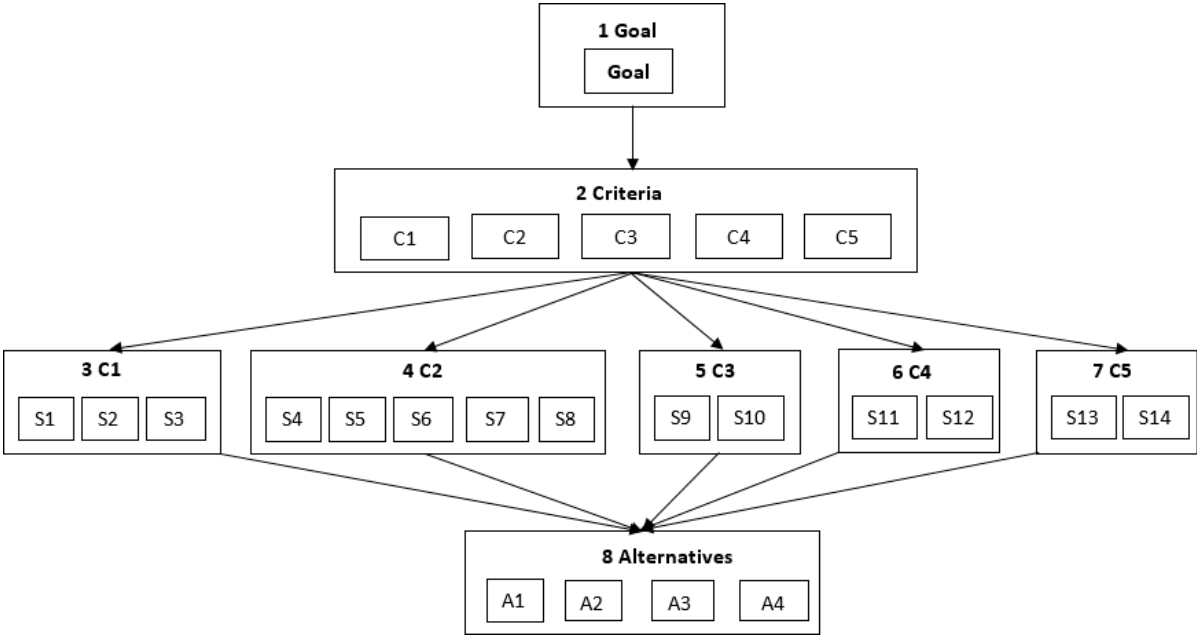 1 Goal
Goal
2 Criteria
C1 C2 C3 C4 C5
3 C1
S1 S2 S3
4 C2
S4 S5 S6 S7 S8
5 C3
S9 S10
6 C4
S11 S12
7 C5
S13 S14
8 Alternatives
A1 A2 A3 A4